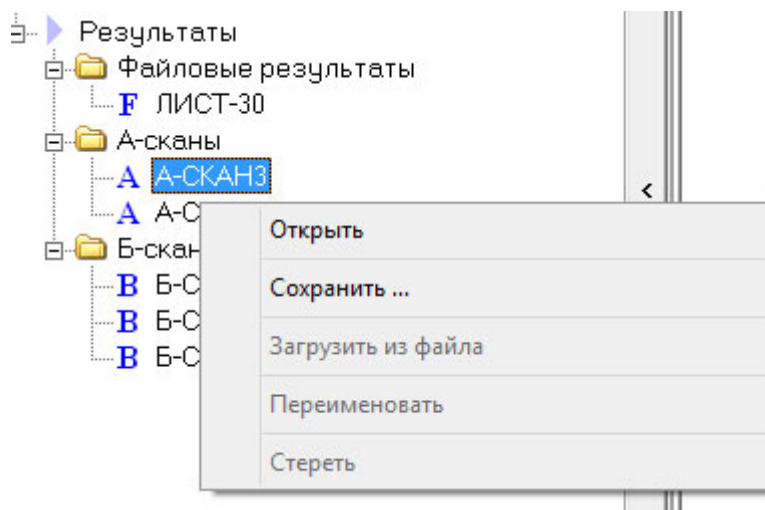 Результаты
Файловые результаты
F ЛИСТ-30
А-сканы
A А-СКАН3
A А-С
Б-скан
B Б-С
B Б-С
B Б-С
<
Открыть
Сохранить ...
Загрузить из файла
Переименовать
Стереть